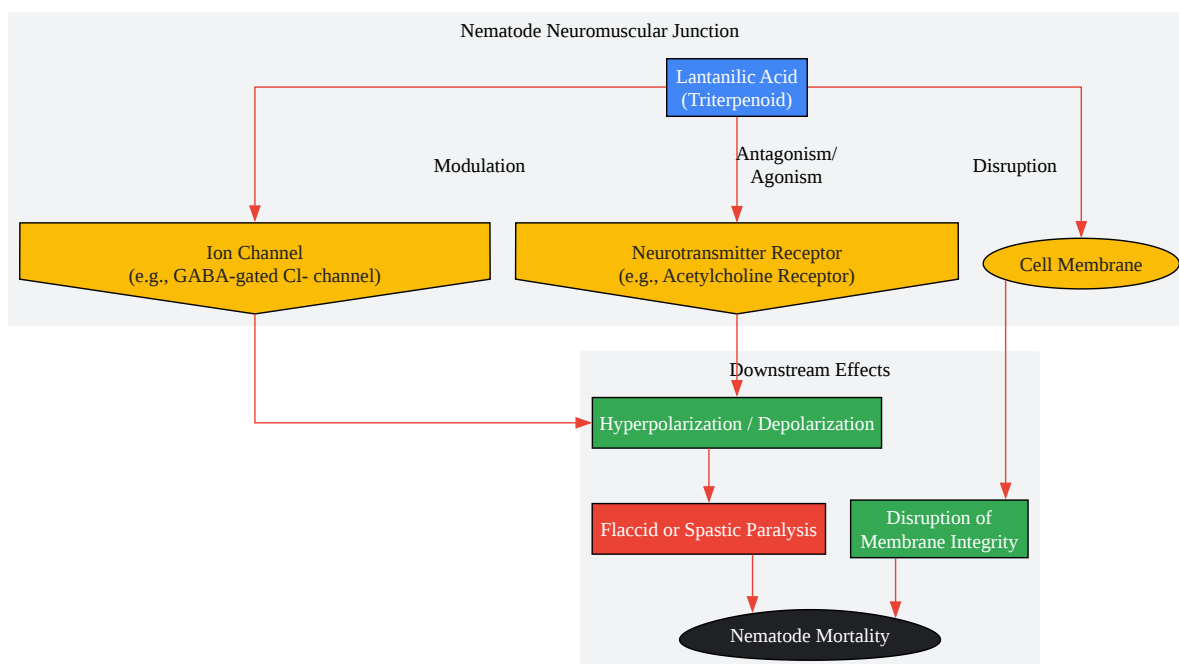 Nematode Neuromuscular Junction
Lantanilic Acid
(Triterpenoid)
Modulation
Antagonism/
Agonism
Disruption
Ion Channel
(e.g., GABA-gated Cl- channel)
Neurotransmitter Receptor
(e.g., Acetylcholine Receptor)
Cell Membrane
Downstream Effects
Hyperpolarization / Depolarization
Flaccid or Spastic Paralysis
Disruption of
Membrane Integrity
Nematode Mortality